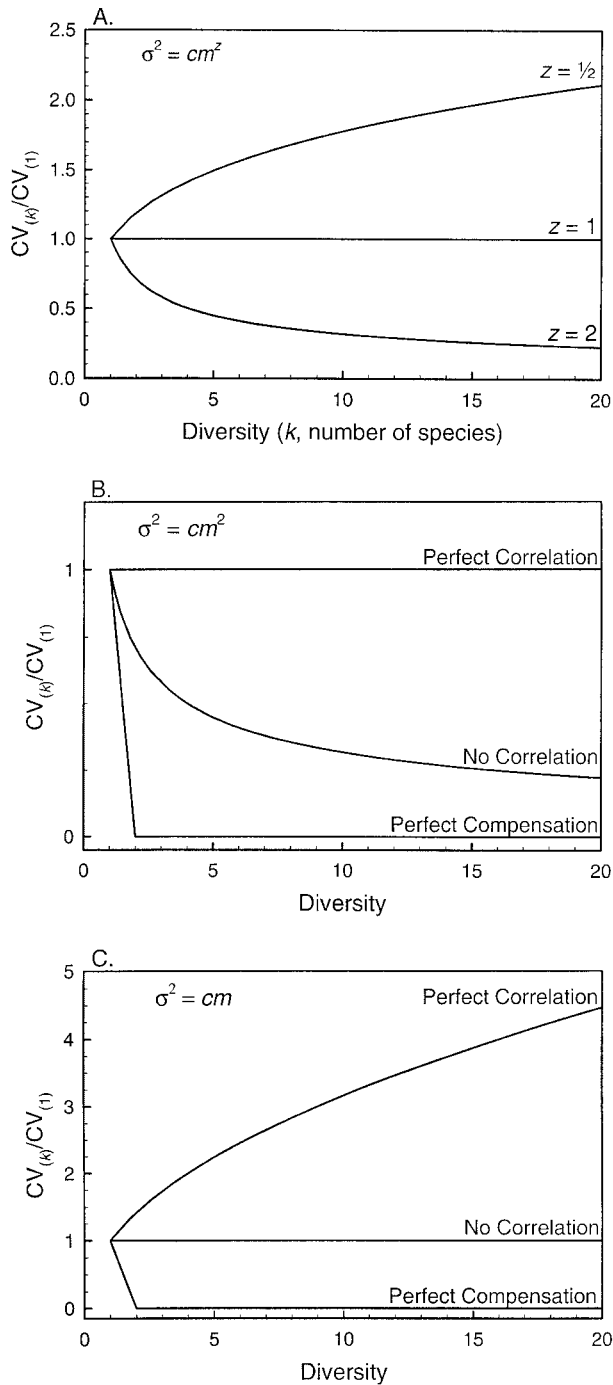 A.
σ² = cmᶻ
2.5
2.0
1.5
1.0
0.5
0.0
CV(k)/CV(1)
z = ½
z = 1
z = 2
0 5 10 15 20
Diversity (k, number of species)
B.
σ² = cm²
1
0
CV(k)/CV(1)
Perfect Correlation
No Correlation
Perfect Compensation
0 5 10 15 20
Diversity
C.
σ² = cm
5
4
3
2
1
0
CV(k)/CV(1)
Perfect Correlation
No Correlation
Perfect Compensation
0 5 10 15 20
Diversity